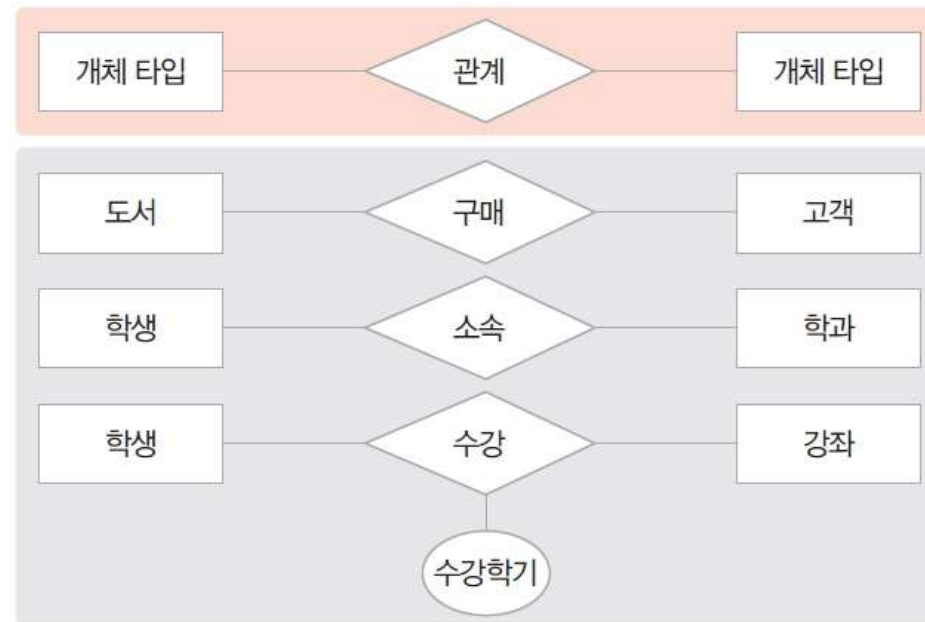 개체 타입 관계 개체 타입
도서 구매 고객
학생 소속 학과
학생 수강 강좌
수강학기